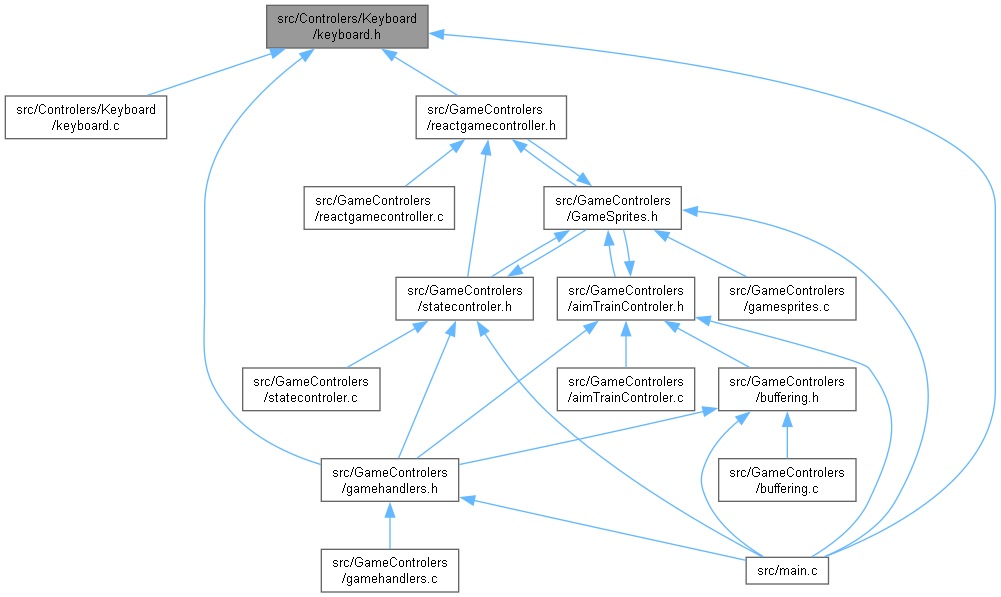 src/Controlers/Keyboard
/keyboard.h
src/Controlers/Keyboard
/keyboard.c
src/GameControlers
/reactgamecontroller.h
src/GameControlers
/reactgamecontroller.c
src/GameControlers
/GameSprites.h
src/GameControlers
/statecontroler.h
src/GameControlers
/aimTrainControler.h
src/GameControlers
/gamesprites.c
src/GameControlers
/statecontroler.c
src/GameControlers
/aimTrainControler.c
src/GameControlers
/buffering.h
src/GameControlers
/gamehandlers.h
src/GameControlers
/buffering.c
src/GameControlers
/gamehandlers.c
src/main.c